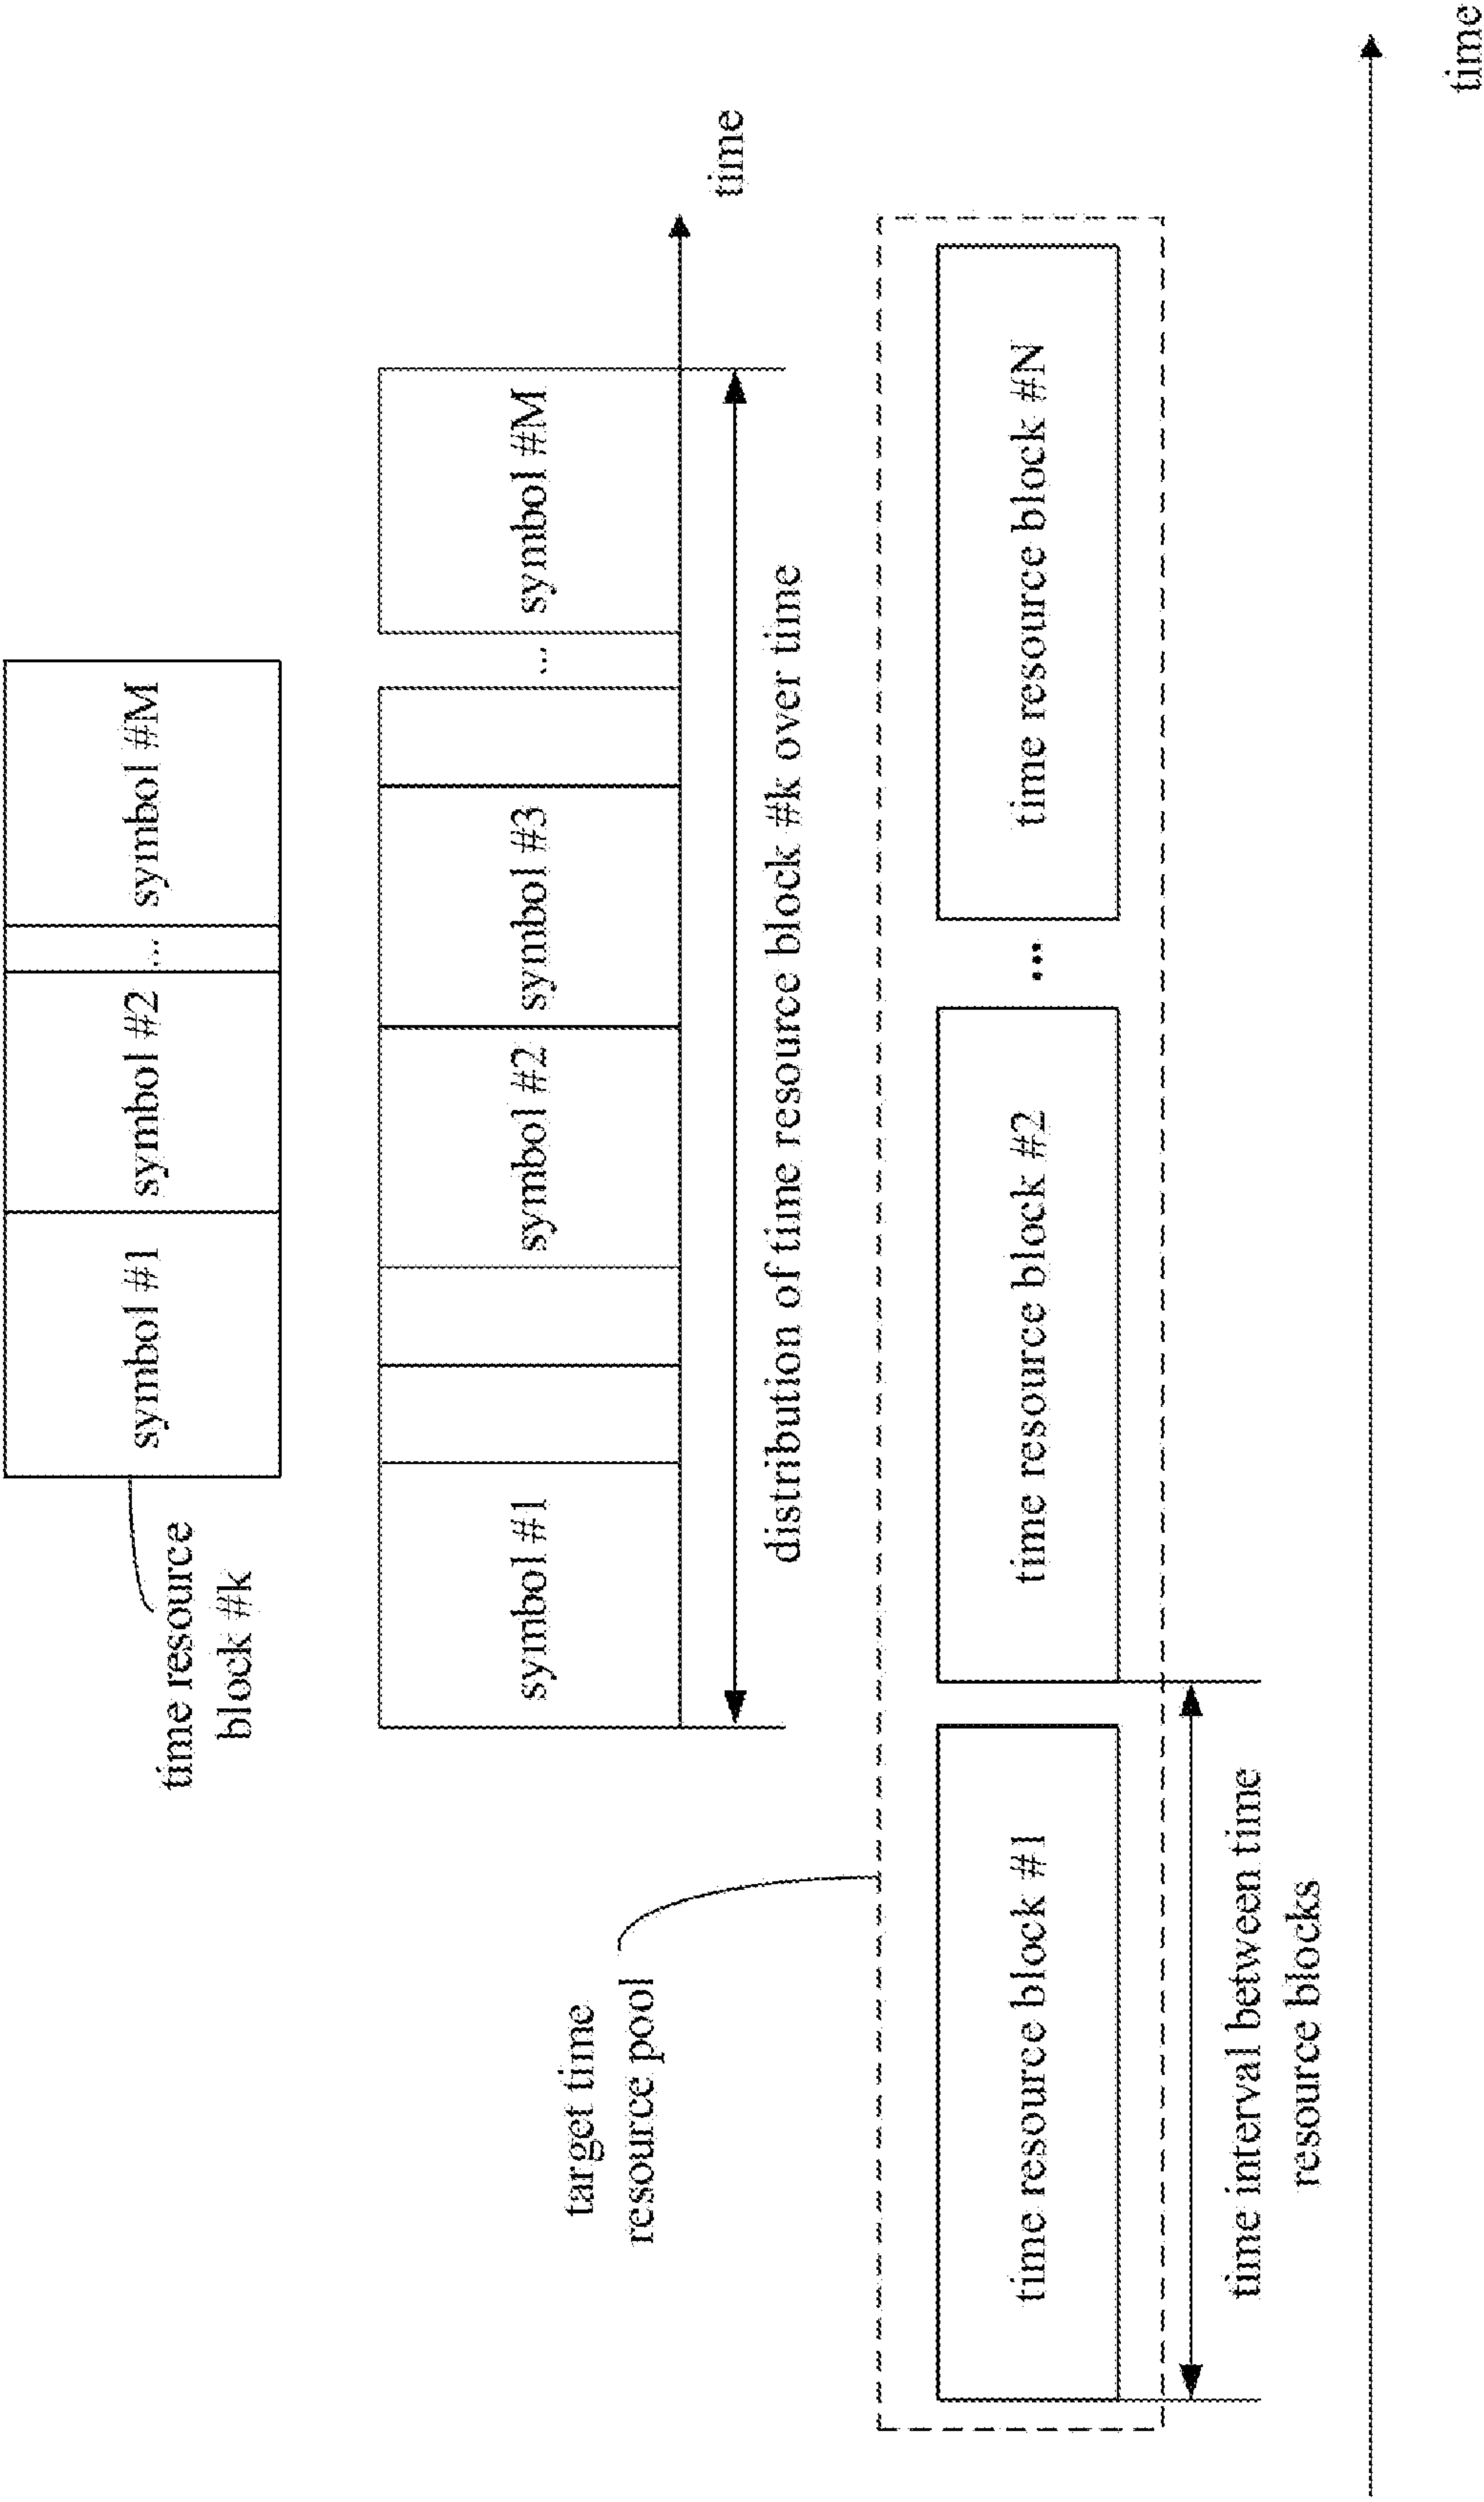 symbol #1
symbol #2
...
symbol #M
time resource
block #k
symbol #1
symbol #2
symbol #3
...
symbol #M
time
distribution of time resource block #k over time
target time
resource pool
time resource block #1
time resource block #2
...
time resource block #N
time interval between time
resource blocks
time